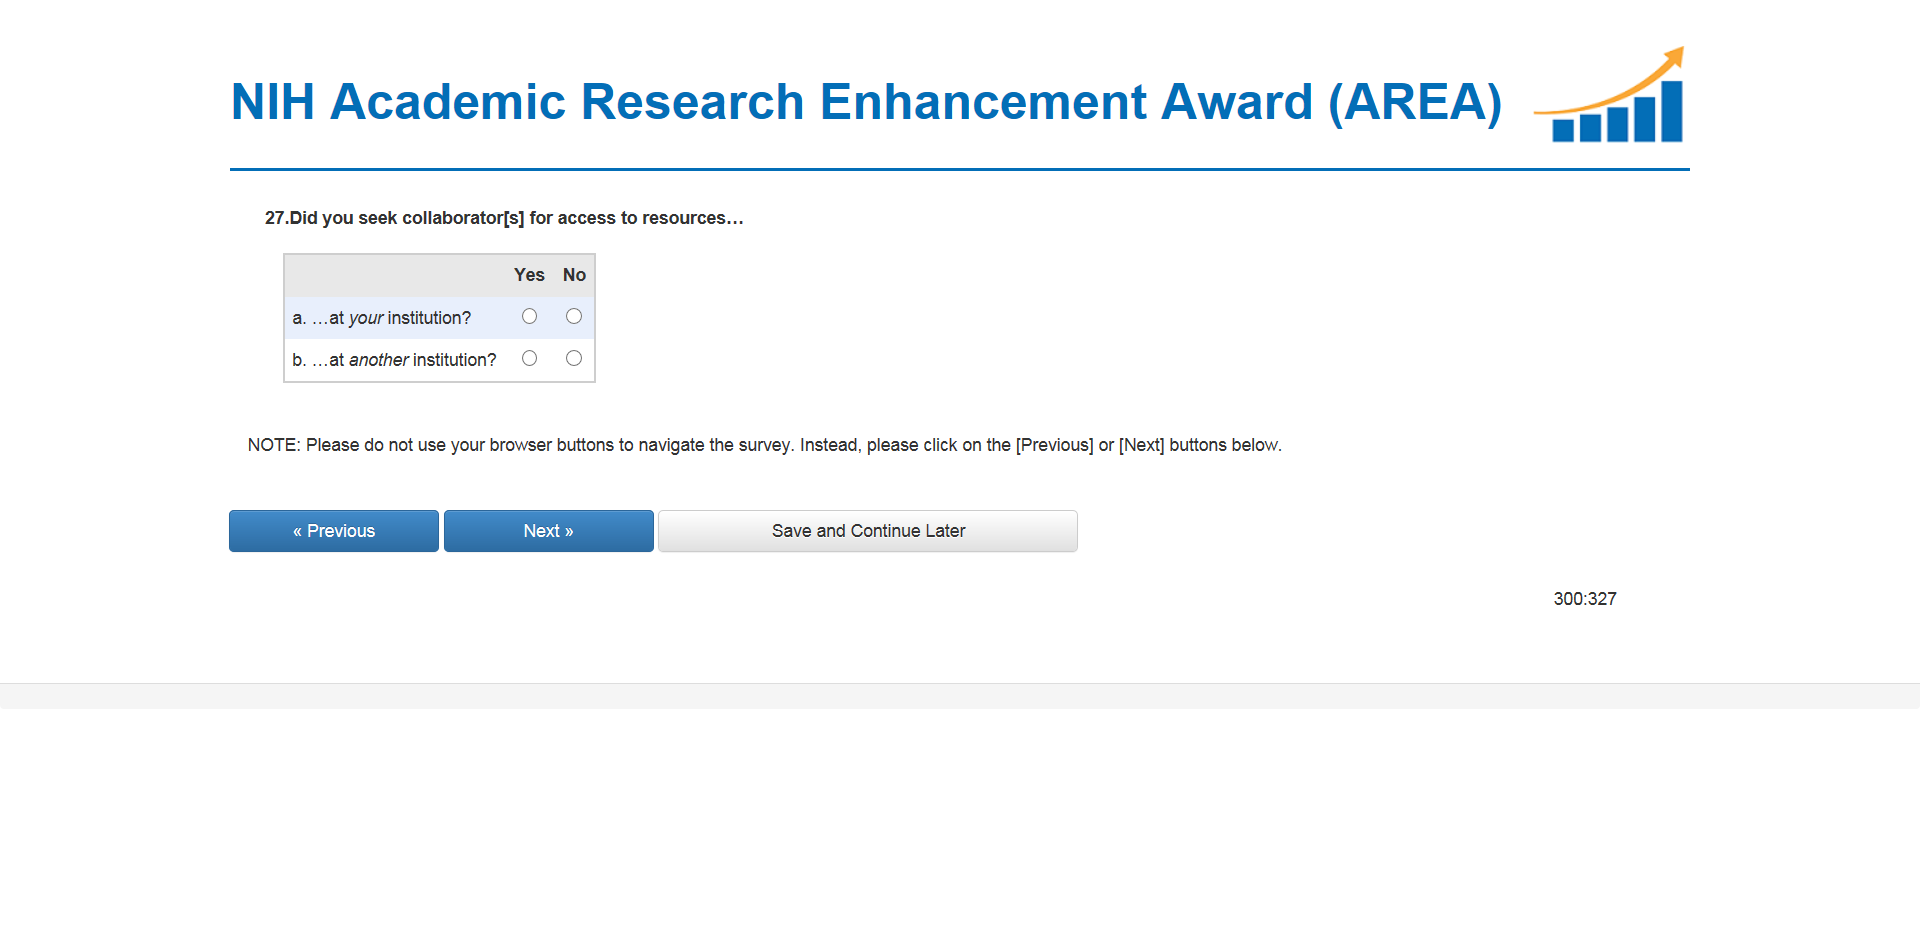 NIH Academic Research Enhancement Award (AREA)
27.Did you seek collaborator[s] for access to resources…
Yes No
a. …at your institution?
b. …at another institution?
NOTE: Please do not use your browser buttons to navigate the survey. Instead, please click on the [Previous] or [Next] buttons below.
« Previous Next » Save and Continue Later
300:327